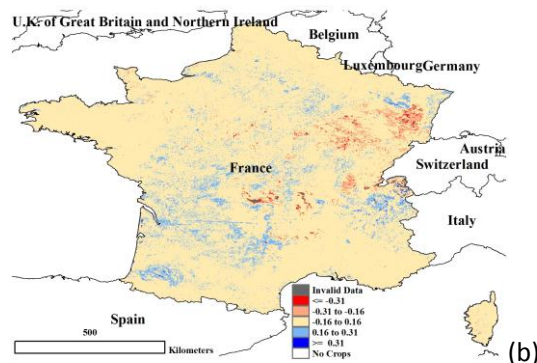 U.K. of Great Britain and Northern Ireland
Belgium
Luxembourg Germany
Austria
Switzerland
France
Italy
Spain
500
Kilometers
Invalid Data
<= -0.31
-0.31 to -0.16
-0.16 to 0.16
0.16 to 0.31
>= 0.31
No Crops
(b)